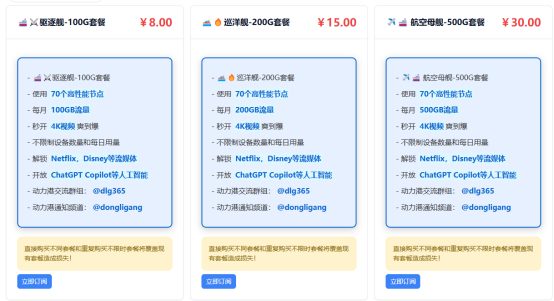 驱逐舰-100G套餐
¥8.00
- 驱逐舰-100G套餐
- 使用 70个高性能节点
- 每月 100GB流量
- 秒开 4K视频 爽到爆
- 不限制设备数量和每日用量
- 解锁 Netflix、Disney等流媒体
- 开放 ChatGPT Copilot等人工智能
- 动力港交流群组: @dlg365
- 动力港通知频道: @dongligang
直接购买不同套餐和重复购买不限时套餐将覆盖现
有套餐造成损失!
立即订阅
巡洋舰-200G套餐
¥15.00
- 巡洋舰-200G套餐
- 使用 70个高性能节点
- 每月 200GB流量
- 秒开 4K视频 爽到爆
- 不限制设备数量和每日用量
- 解锁 Netflix、Disney等流媒体
- 开放 ChatGPT Copilot等人工智能
- 动力港交流群组: @dlg365
- 动力港通知频道: @dongligang
直接购买不同套餐和重复购买不限时套餐将覆盖现
有套餐造成损失!
立即订阅
航空母舰-500G套餐
¥30.00
- 航空母舰-500G套餐
- 使用 70个高性能节点
- 每月 500GB流量
- 秒开 4K视频 爽到爆
- 不限制设备数量和每日用量
- 解锁 Netflix、Disney等流媒体
- 开放 ChatGPT Copilot等人工智能
- 动力港交流群组: @dlg365
- 动力港通知频道: @dongligang
直接购买不同套餐和重复购买不限时套餐将覆盖现
有套餐造成损失!
立即订阅